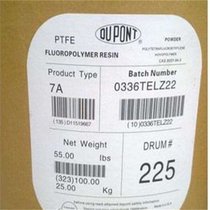 DUPONT
PTFE
POWDER
FLUOROPOLYMER RESIN
POLYTETRAFLUOROETHYLENE
Product Type
7A
Batch Number
0336TELZ22
(10)0336TELZ22
Net Weight
55.00
lbs
(323)100.00
25.00
Kg
DRUM#
225